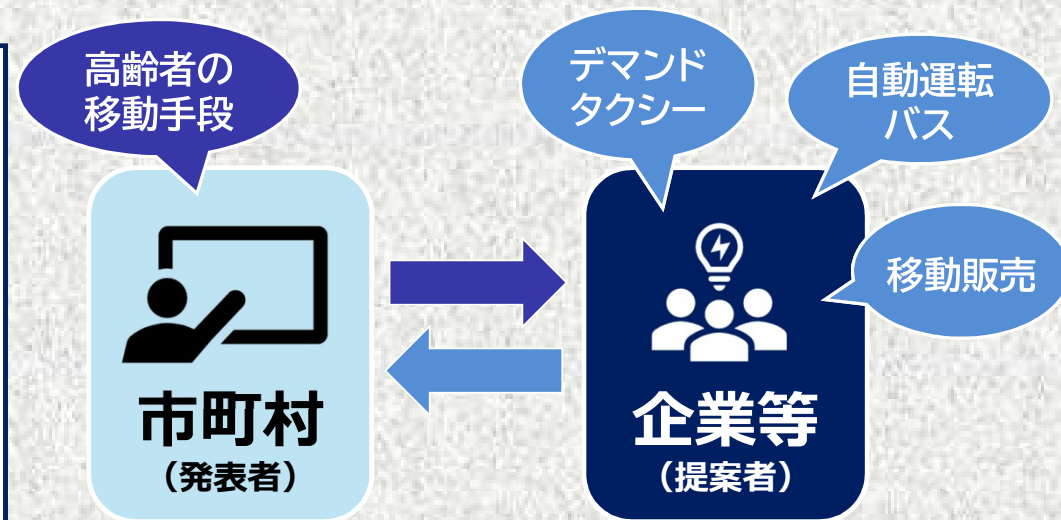 高齢者の
移動手段
デマンド
タクシー
自動運転
バス
移動販売
市町村
（発表者）
企業等
（提案者）